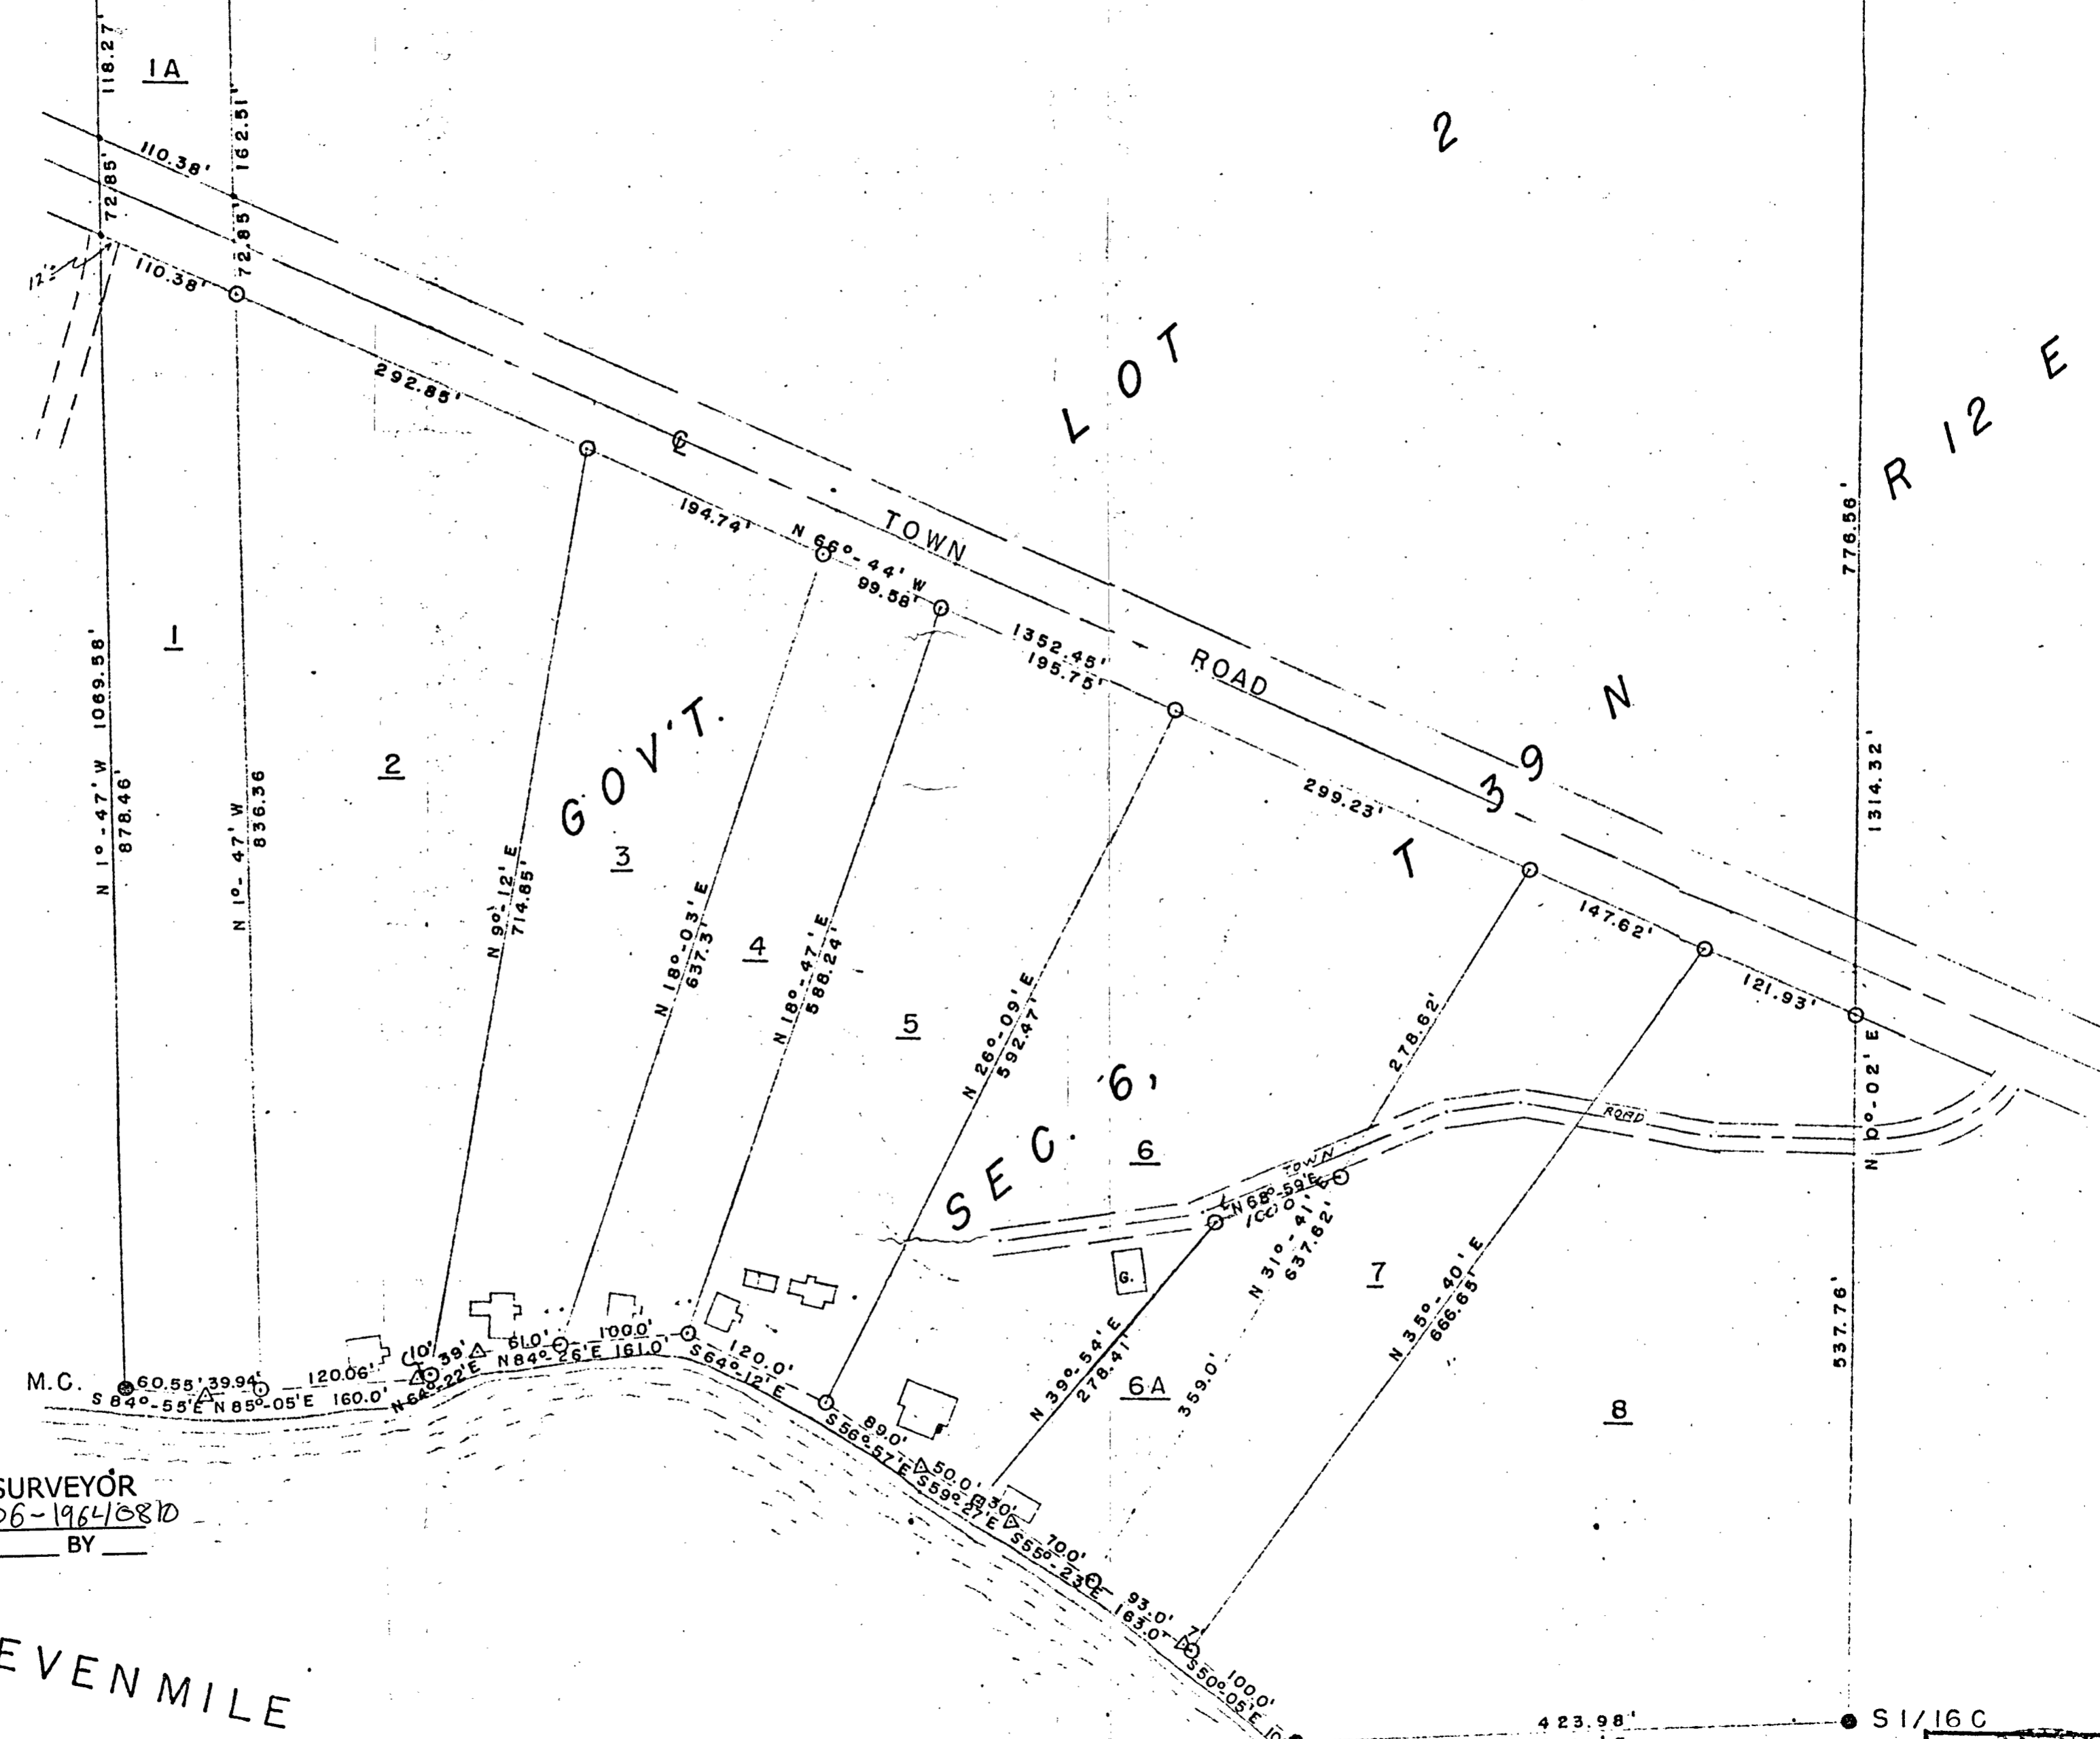 118.27'
1A
162.51'
110.38'
72.85'
72.85'
12'±
110.38'
2
LOT
R 12 E
292.85'
℄
194.74'
N 66°-44' W
99.58'
TOWN
1352.45'
195.75'
ROAD
776.56'
N
39
T
299.23'
147.62'
121.93'
1314.32'
1
N 1°-47' W 1069.58'
878.46'
N 1°-47' W
836.36
2
GOV'T.
N 9°-12' E
714.85'
3
N 18°-03' E
637.3'
4
N 18°-47' E
588.24'
5
N 26°-09' E
592.47'
SEC. 6,
6
278.62'
ROAD
N 0°-02' E
TOWN
N 68°-59' E
100.0'
N 31°-41' E
637.62'
G.
7
N 35°-40' E
666.65'
537.76'
N 39°-54' E
278.41'
6A
359.0'
8
M.C.
60.55'
39.94'
120.06'
10'
39'
61.0'
100.0'
120.0'
S 84°-55' E
N 85°-05' E 160.0'
N 64°-22' E
N 84°-26' E 161.0'
S 64°-12' E
89.0'
S 56°-57' E
50.0'
S 59°-27' E
30'
70.0'
S 55°-23' E
93.0'
163.0'
7'
100.0'
S 50°-05' E
SURVEYOR
06-1964/0810
BY
EVENMILE
423.98'
S 1/16 C